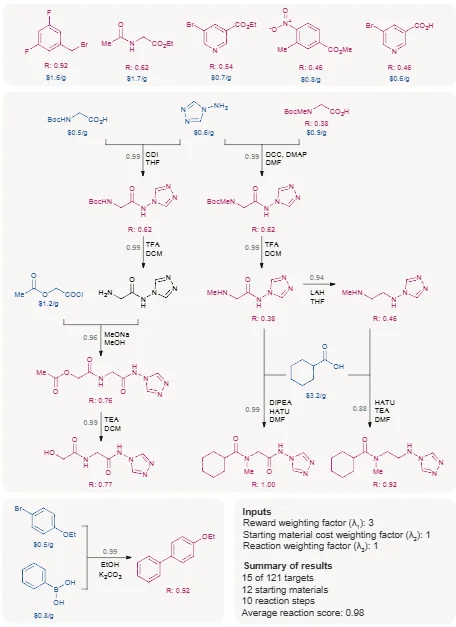 F
F
Br
R: 0.92
$1.6/g
O
Me
N
H
CO₂Et
R: 0.62
$1.7/g
Br
CO₂Et
N
R: 0.54
$0.7/g
O
N⁺
⁻O
Me
CO₂Me
R: 0.46
$0.8/g
Br
CO₂H
N
R: 0.46
$0.6/g
BocHN
CO₂H
$0.5/g
N
N
N
NH₂
$0.6/g
BocMeN
CO₂H
R: 0.38
$0.9/g
0.99
CDI
THF
0.99
DCC, DMAP
DMF
BocHN
O
N
H
N
N
N
R: 0.62
BocMeN
O
N
H
N
N
N
R: 0.62
0.99
TFA
DCM
0.99
TFA
DCM
O
Me
O
COCl
$1.2/g
H₂N
O
N
H
N
N
N
MeHN
O
N
H
N
N
N
R: 0.38
0.94
LAH
THF
MeHN
N
H
N
N
N
R: 0.46
0.96
MeONa
MeOH
Me
O
O
O
N
H
O
H
N
N
N
N
R: 0.76
O
OH
$3.2/g
0.99
DIPEA
HATU
DMF
0.88
HATU
TEA
DMF
0.99
TEA
DCM
HO
O
N
H
O
H
N
N
N
N
R: 0.77
O
N
Me
O
H
N
N
N
N
R: 1.00
O
N
Me
H
N
N
N
N
R: 0.92
Br
OEt
$0.5/g
B
OH
OH
$0.8/g
0.99
EtOH
K₂CO₃
OEt
R: 0.92
Inputs
Reward weighting factor (λ₁): 3
Starting material cost weighting factor (λ₂): 1
Reaction weighting factor (λ₃): 1
Summary of results
15 of 121 targets
12 starting materials
10 reaction steps
Average reaction score: 0.98